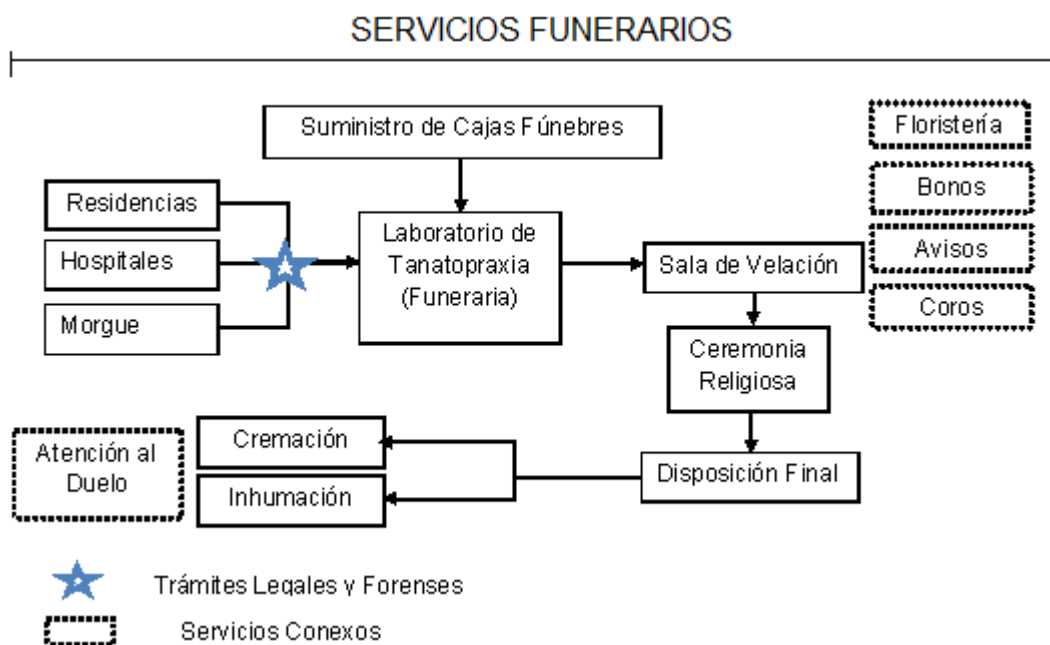 SERVICIOS FUNERARIOS
Suministro de Cajas Fúnebres
Floristería
Bonos
Avisos
Coros
Residencias
Hospitales
Morgue
Laboratorio de
Tanatopraxia
(Funeraria)
Sala de Velación
Ceremonia
Religiosa
Disposición Final
Cremación
Inhumación
Atención al
Duelo
Trámites Legales y Forenses
Servicios Conexos